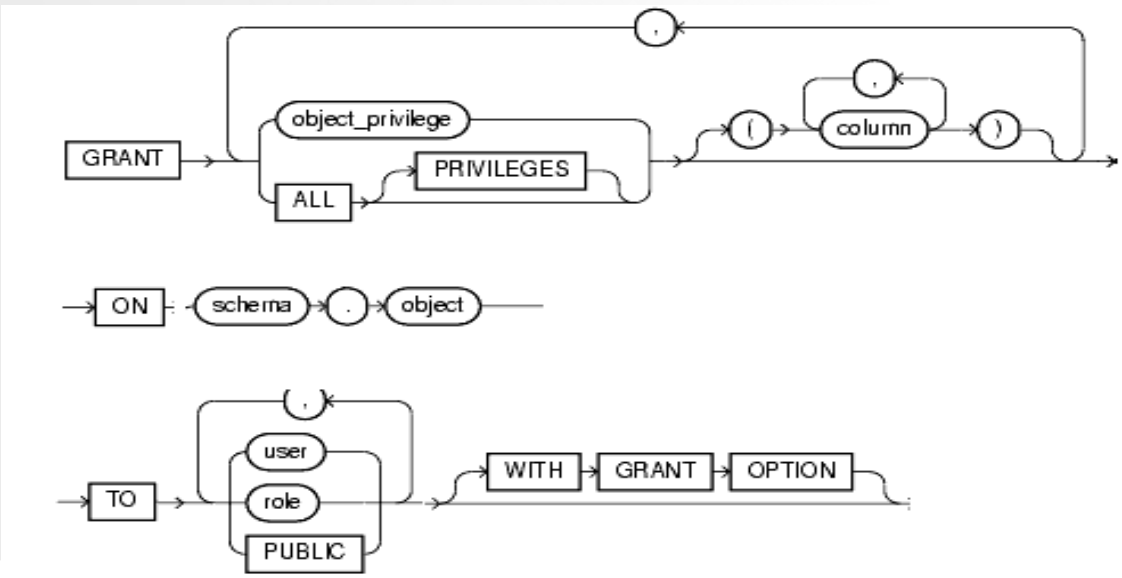 ,
,
object_privilege
( column )
GRANT
PRIVILEGES
ALL
ON schema . object
,
user
WITH GRANT OPTION
TO role
PUBLIC